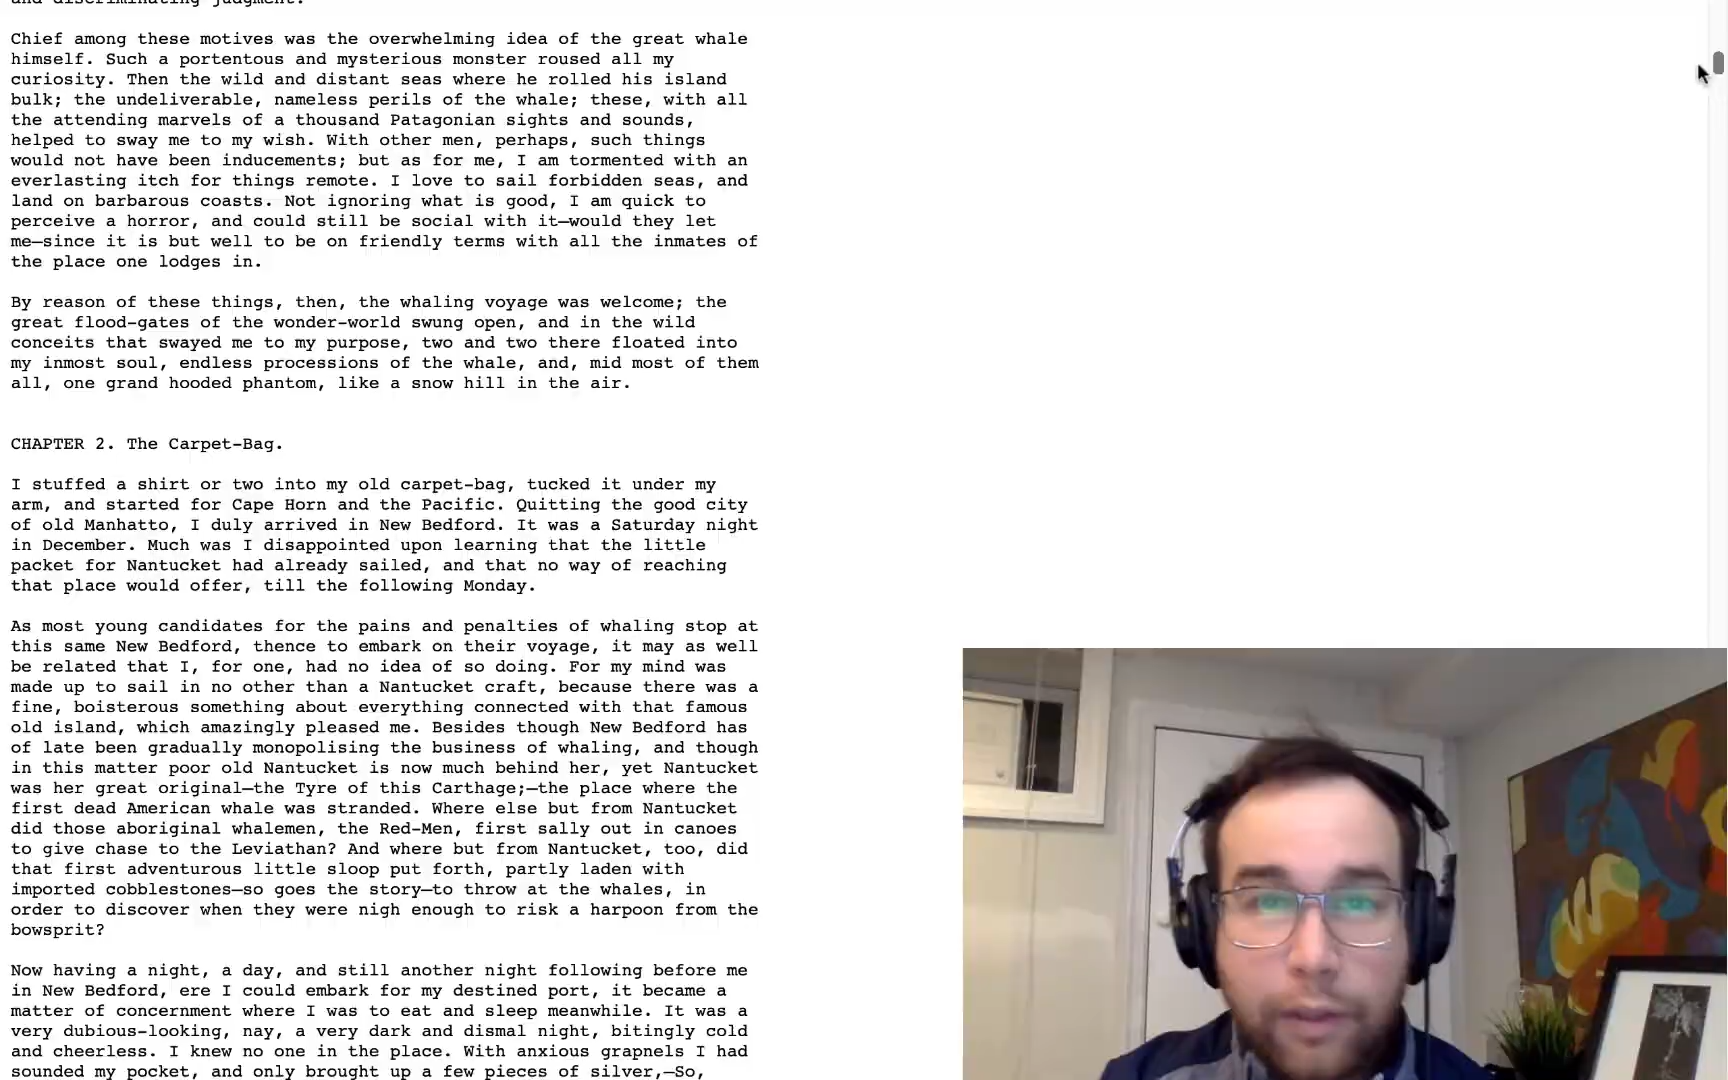 and discriminating judgment.
Chief among these motives was the overwhelming idea of the great whale
himself. Such a portentous and mysterious monster roused all my
curiosity. Then the wild and distant seas where he rolled his island
bulk; the undeliverable, nameless perils of the whale; these, with all
the attending marvels of a thousand Patagonian sights and sounds,
helped to sway me to my wish. With other men, perhaps, such things
would not have been inducements; but as for me, I am tormented with an
everlasting itch for things remote. I love to sail forbidden seas, and
land on barbarous coasts. Not ignoring what is good, I am quick to
perceive a horror, and could still be social with it—would they let
me—since it is but well to be on friendly terms with all the inmates of
the place one lodges in.
By reason of these things, then, the whaling voyage was welcome; the
great flood-gates of the wonder-world swung open, and in the wild
conceits that swayed me to my purpose, two and two there floated into
my inmost soul, endless processions of the whale, and, mid most of them
all, one grand hooded phantom, like a snow hill in the air.
CHAPTER 2. The Carpet-Bag.
I stuffed a shirt or two into my old carpet-bag, tucked it under my
arm, and started for Cape Horn and the Pacific. Quitting the good city
of old Manhatto, I duly arrived in New Bedford. It was a Saturday night
in December. Much was I disappointed upon learning that the little
packet for Nantucket had already sailed, and that no way of reaching
that place would offer, till the following Monday.
As most young candidates for the pains and penalties of whaling stop at
this same New Bedford, thence to embark on their voyage, it may as well
be related that I, for one, had no idea of so doing. For my mind was
made up to sail in no other than a Nantucket craft, because there was a
fine, boisterous something about everything connected with that famous
old island, which amazingly pleased me. Besides though New Bedford has
of late been gradually monopolising the business of whaling, and though
in this matter poor old Nantucket is now much behind her, yet Nantucket
was her great original—the Tyre of this Carthage;—the place where the
first dead American whale was stranded. Where else but from Nantucket
did those aboriginal whalemen, the Red-Men, first sally out in canoes
to give chase to the Leviathan? And where but from Nantucket, too, did
that first adventurous little sloop put forth, partly laden with
imported cobblestones—so goes the story—to throw at the whales, in
order to discover when they were nigh enough to risk a harpoon from the
bowsprit?
Now having a night, a day, and still another night following before me
in New Bedford, ere I could embark for my destined port, it became a
matter of concernment where I was to eat and sleep meanwhile. It was a
very dubious-looking, nay, a very dark and dismal night, bitingly cold
and cheerless. I knew no one in the place. With anxious grapnels I had
sounded my pocket, and only brought up a few pieces of silver,—So,